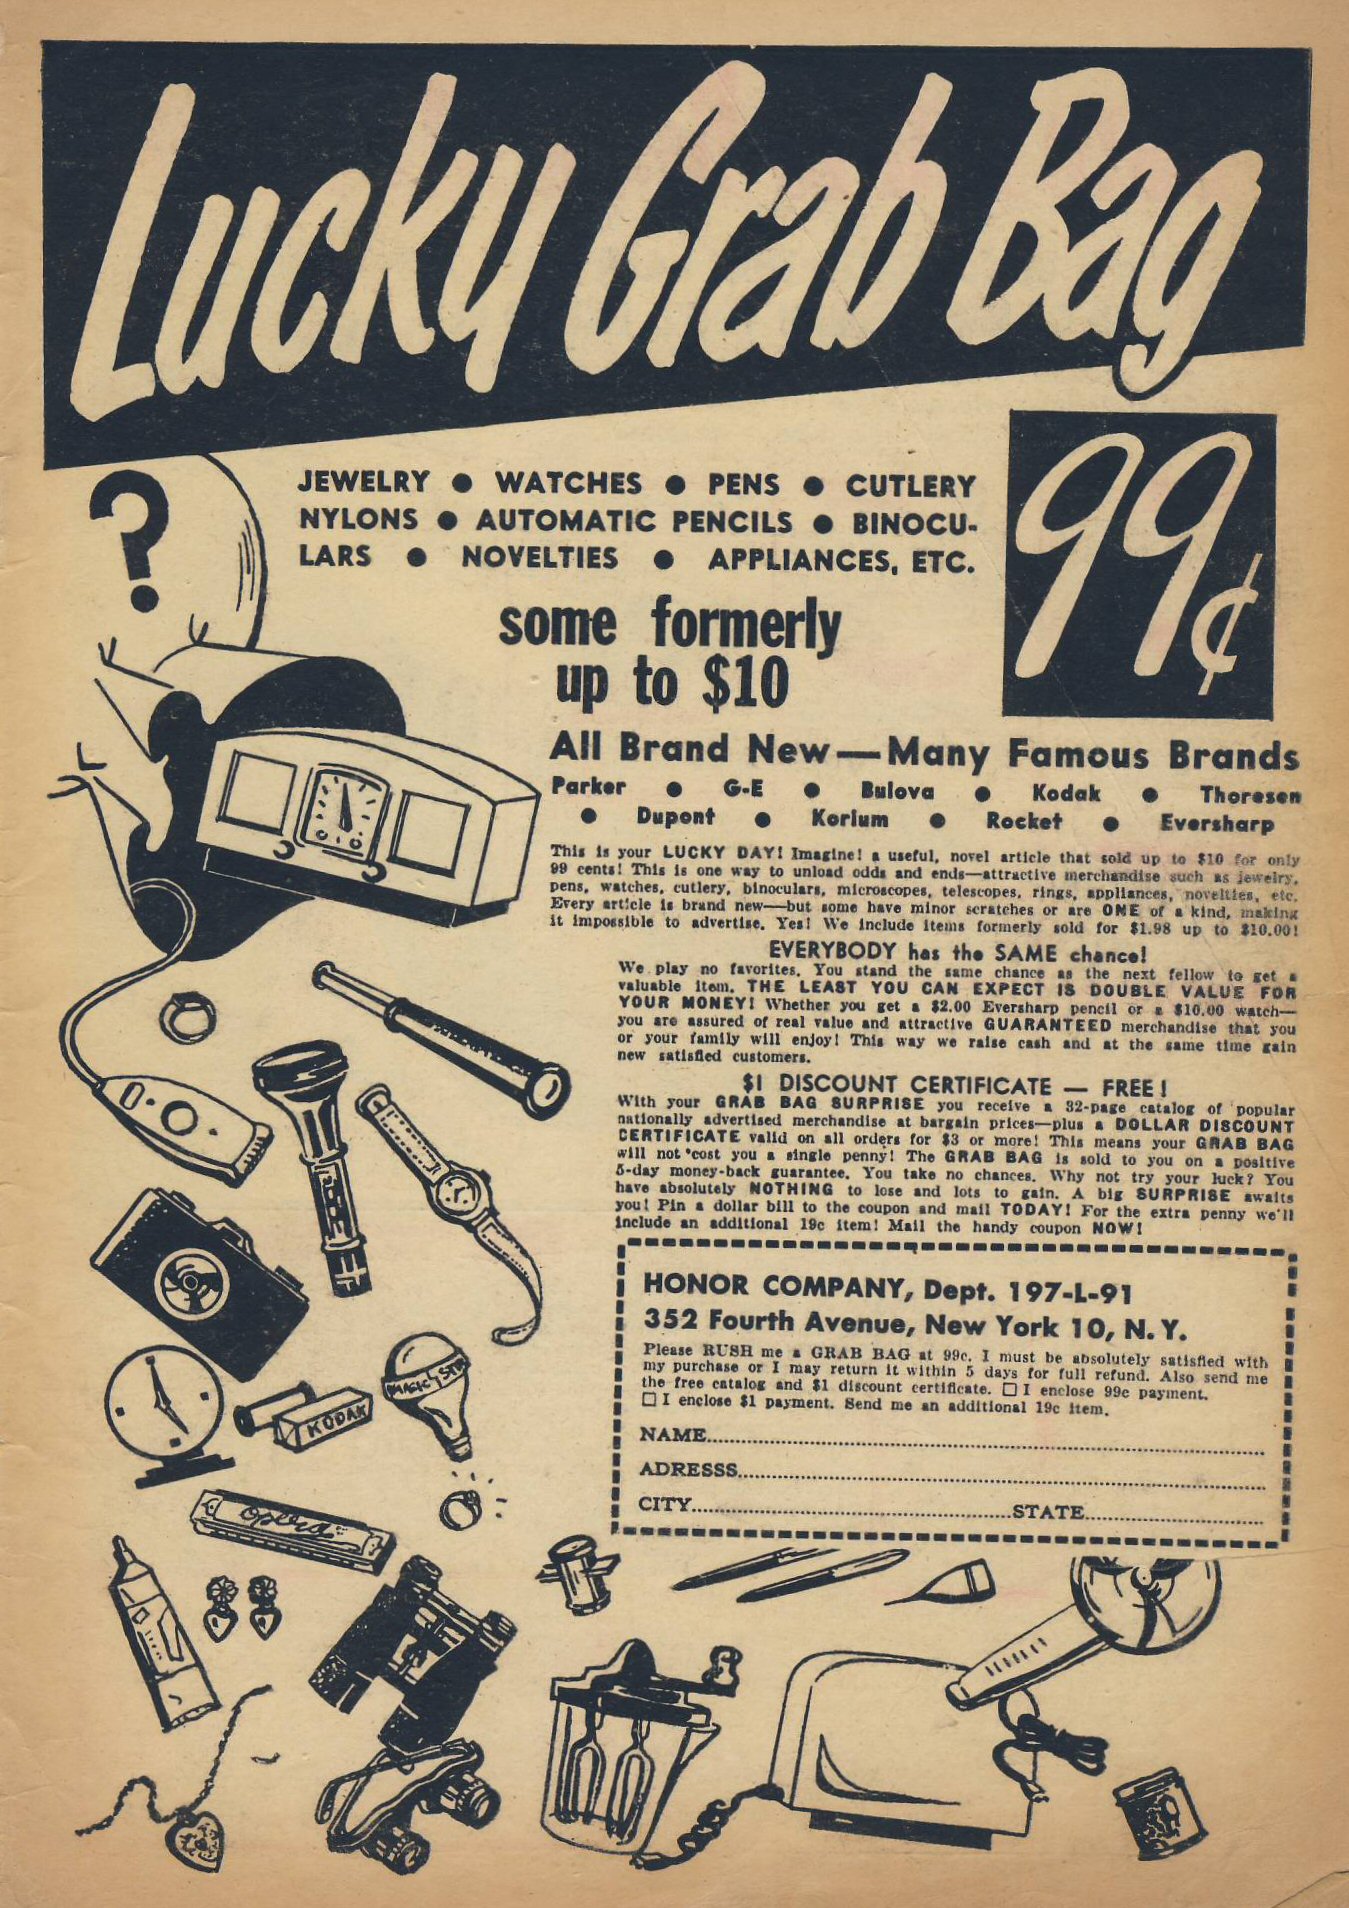 Lucky Grab Bag
99¢
?
JEWELRY ● WATCHES ● PENS ● CUTLERY
NYLONS ● AUTOMATIC PENCILS ● BINOCU-
LARS ● NOVELTIES ● APPLIANCES, ETC.
some formerly
up to $10
All Brand New—Many Famous Brands
Parker ● G-E ● Bulova ● Kodak ● Thoresen
● Dupont ● Korium ● Rocket ● Eversharp
This is your LUCKY DAY! Imagine! a useful, novel article that sold up to $10 for only
99 cents! This is one way to unload odds and ends—attractive merchandise such as jewelry,
pens, watches, cutlery, binoculars, microscopes, telescopes, rings, appliances, novelties, etc.
Every article is brand new—but some have minor scratches or are ONE of a kind, making
it impossible to advertise. Yes! We include items formerly sold for $1.98 up to $10.00!
EVERYBODY has the SAME chance!
We play no favorites. You stand the same chance as the next fellow to get a
valuable item. THE LEAST YOU CAN EXPECT IS DOUBLE VALUE FOR
YOUR MONEY! Whether you get a $2.00 Eversharp pencil or a $10.00 watch—
you are assured of real value and attractive GUARANTEED merchandise that you
or your family will enjoy! This way we raise cash and at the same time gain
new satisfied customers.
$1 DISCOUNT CERTIFICATE — FREE!
With your GRAB BAG SURPRISE you receive a 32-page catalog of popular
nationally advertised merchandise at bargain prices—plus a DOLLAR DISCOUNT
CERTIFICATE valid on all orders for $3 or more! This means your GRAB BAG
will not cost you a single penny! The GRAB BAG is sold to you on a positive
5-day money-back guarantee. You take no chances. Why not try your luck? You
have absolutely NOTHING to lose and lots to gain. A big SURPRISE awaits
you! Pin a dollar bill to the coupon and mail TODAY! For the extra penny we'll
include an additional 19c item! Mail the handy coupon NOW!
HONOR COMPANY, Dept. 197-L-91
352 Fourth Avenue, New York 10, N. Y.
Please RUSH me a GRAB BAG at 99c. I must be absolutely satisfied with
my purchase or I may return it within 5 days for full refund. Also send me
the free catalog and $1 discount certificate. ☐ I enclose 99c payment.
☐ I enclose $1 payment. Send me an additional 19c item.
NAME
ADRESSS
CITY STATE
MAGIC
KODAK
opera